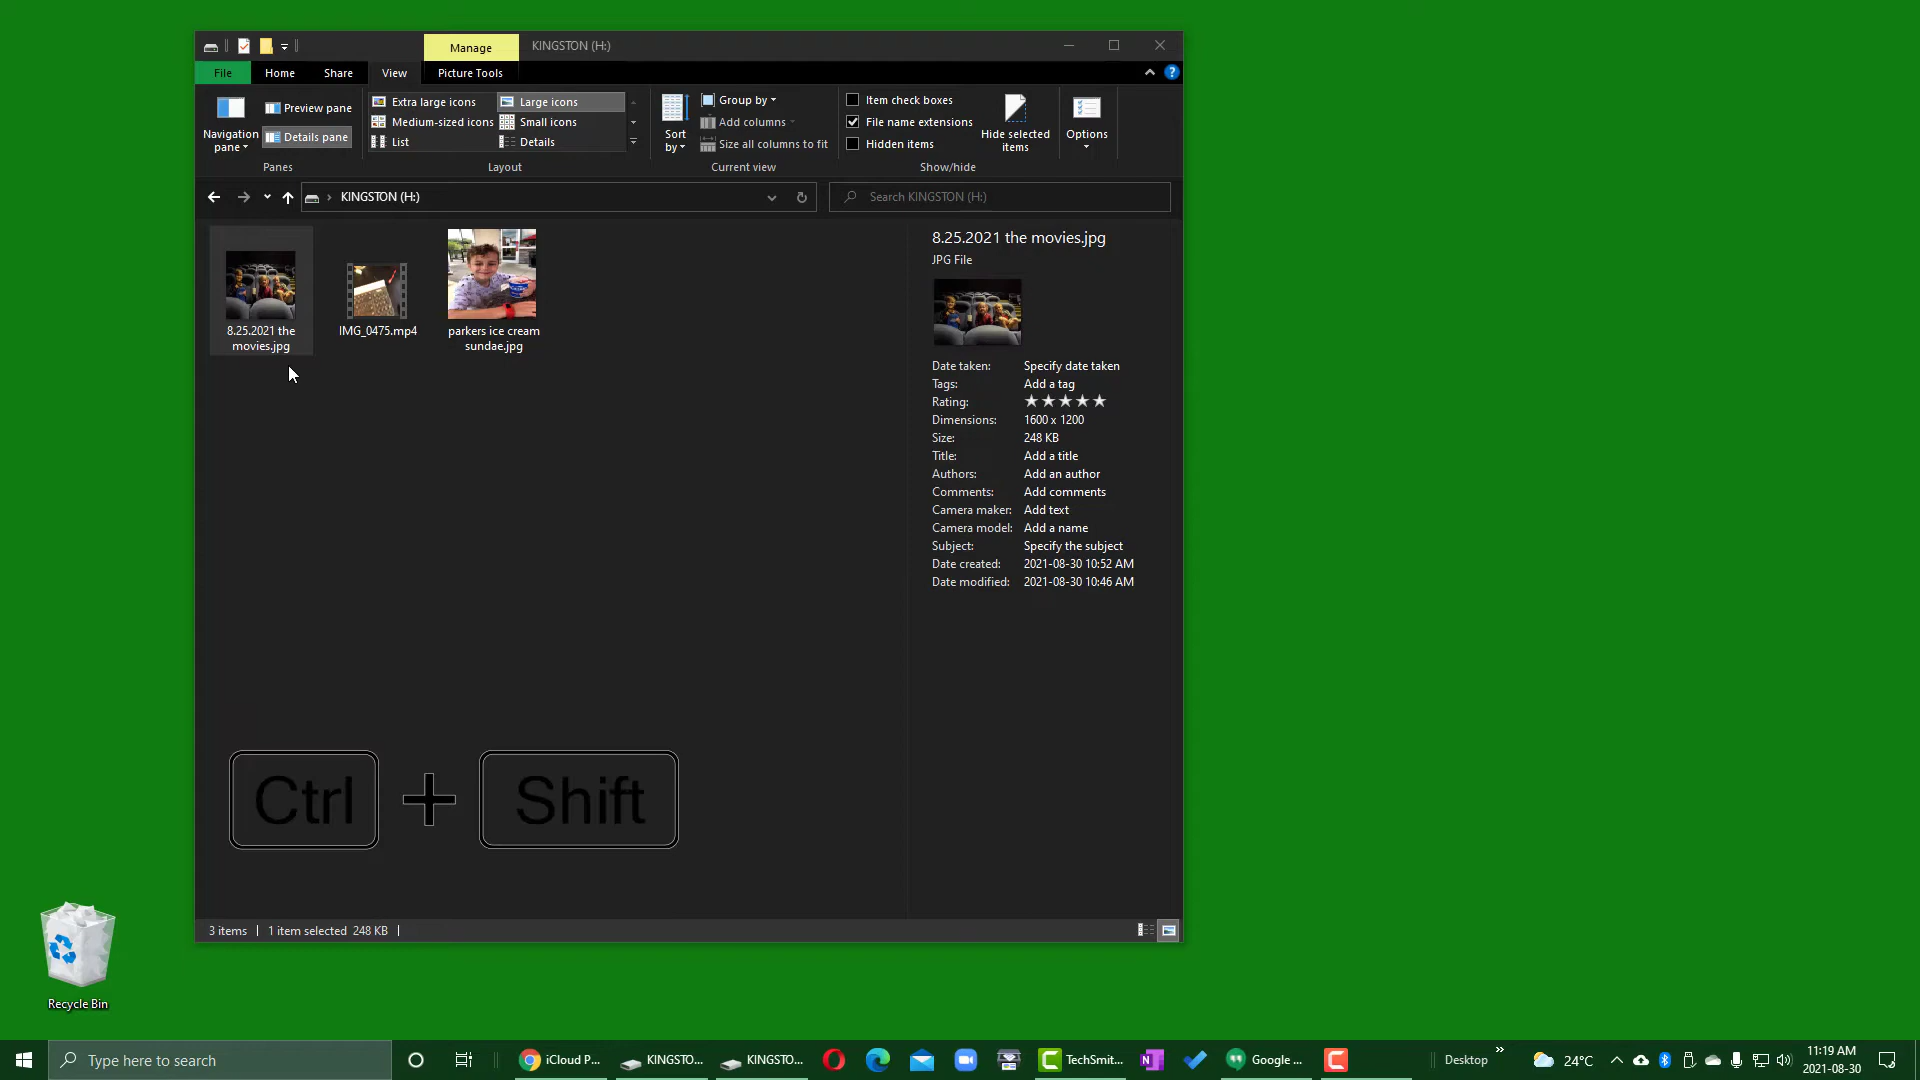 Manage
KINGSTON (H:)
File
Home
Share
View
Picture Tools
Navigation pane
Preview pane
Details pane
Extra large icons
Large icons
Medium-sized icons
Small icons
List
Details
Sort by
Group by
Add columns
Size all columns to fit
Item check boxes
File name extensions
Hidden items
Hide selected items
Options
Panes
Layout
Current view
Show/hide
KINGSTON (H:)
Search KINGSTON (H:)
8.25.2021 the
movies.jpg
IMG_0475.mp4
parkers ice cream
sundae.jpg
8.25.2021 the movies.jpg
JPG File
Date taken: Specify date taken
Tags: Add a tag
Rating:
Dimensions: 1600 x 1200
Size: 248 KB
Title: Add a title
Authors: Add an author
Comments: Add comments
Camera maker: Add text
Camera model: Add a name
Subject: Specify the subject
Date created: 2021-08-30 10:52 AM
Date modified: 2021-08-30 10:46 AM
Ctrl + Shift
3 items
1 item selected 248 KB
Recycle Bin
Type here to search
iCloud P...
KINGSTO...
KINGSTO...
TechSmit...
Google ...
Desktop
24°C
11:19 AM
2021-08-30